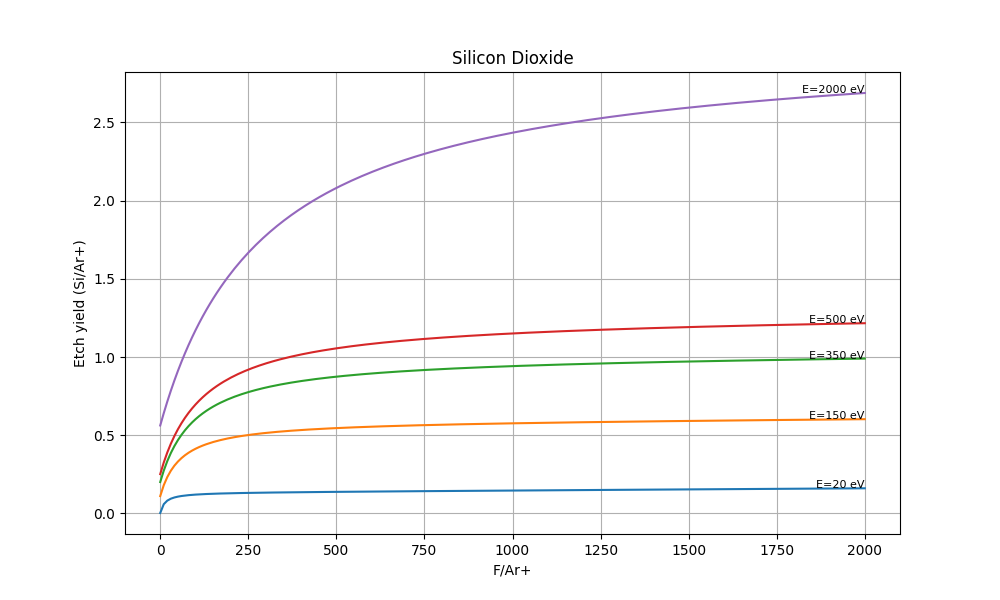 Silicon Dioxide
Etch yield (Si/Ar+)
2.5
2.0
1.5
1.0
0.5
0.0
E=2000 eV
E=500 eV
E=350 eV
E=150 eV
E=20 eV
0 250 500 750 1000 1250 1500 1750 2000
F/Ar+